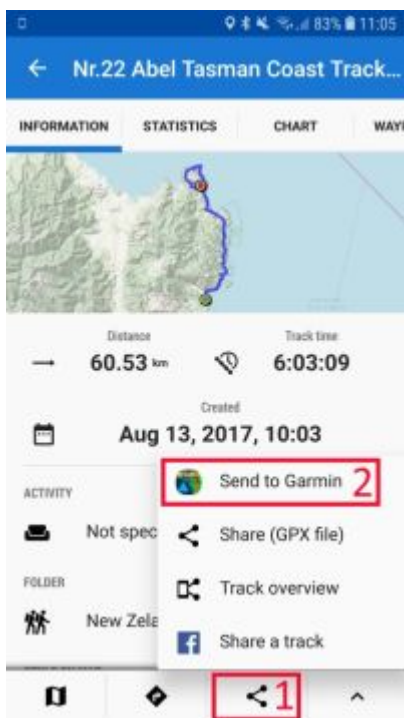 83% 11:05
Nr.22 Abel Tasman Coast Track...
INFORMATION STATISTICS CHART WAYI
Distance Track time
60.53 km 6:03:09
Created
Aug 13, 2017, 10:03
Send to Garmin 2
ACTIVITY
Not spec Share (GPX file)
FOLDER
Track overview
New Zela
Share a track
1